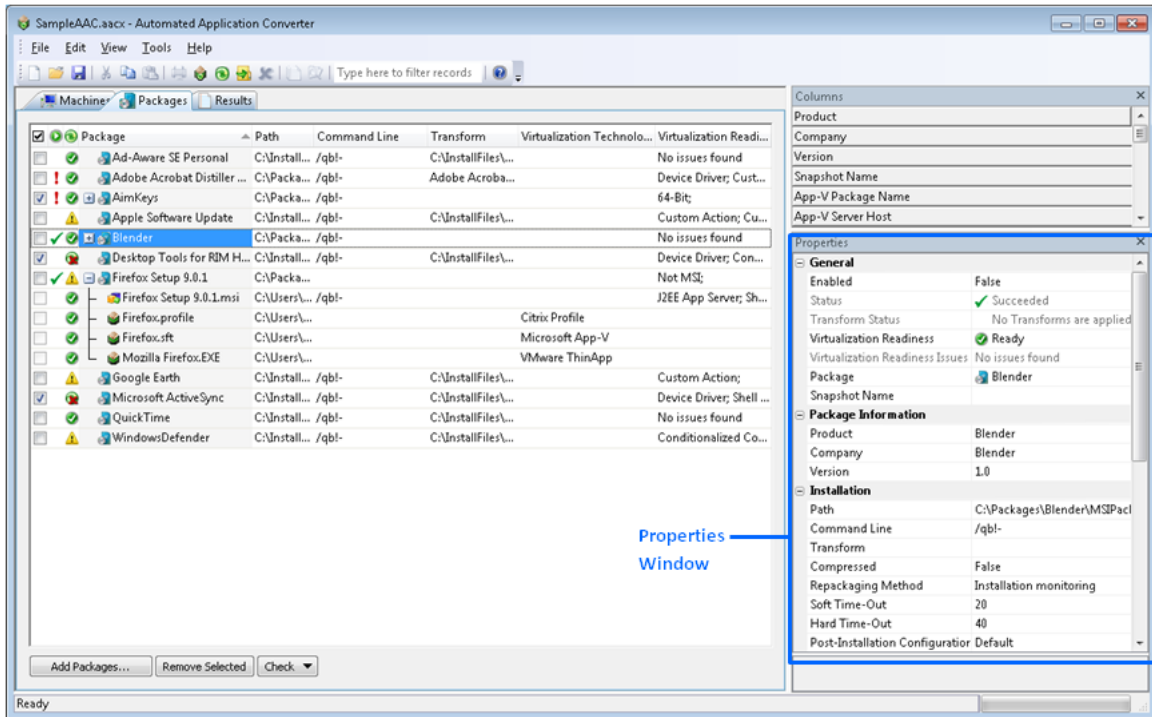 SampleAAC.aacx - Automated Application Converter
File Edit View Tools Help
Type here to filter records
Machines Packages Results
Package Path Command Line Transform Virtualization Technolo... Virtualization Readi...
Ad-Aware SE Personal C:\Install... /qb!- C:\InstallFiles\... No issues found
Adobe Acrobat Distiller ... C:\Packa... /qb!- Adobe Acroba... Device Driver; Cust...
AimKeys C:\Packa... /qb!- 64-Bit;
Apple Software Update C:\Install... /qb!- C:\InstallFiles\... Custom Action; Cu...
Blender C:\Packa... /qb!- No issues found
Desktop Tools for RIM H... C:\Install... /qb!- C:\InstallFiles\... Device Driver; Con...
Firefox Setup 9.0.1 C:\Packa... Not MSI;
Firefox Setup 9.0.1.msi C:\Users\... /qb!- J2EE App Server; Sh...
Firefox.profile C:\Users\... Citrix Profile
Firefox.sft C:\Users\... Microsoft App-V
Mozilla Firefox.EXE C:\Users\... VMware ThinApp
Google Earth C:\Install... /qb!- C:\InstallFiles\... Custom Action;
Microsoft ActiveSync C:\Install... /qb!- C:\InstallFiles\... Device Driver; Shell ...
QuickTime C:\Install... /qb!- C:\InstallFiles\... No issues found
WindowsDefender C:\Install... /qb!- C:\InstallFiles\... Conditionalized Co...
Add Packages... Remove Selected Check
Ready
Columns
Product
Company
Version
Snapshot Name
App-V Package Name
App-V Server Host
Properties
General
Enabled False
Status Succeeded
Transform Status No Transforms are applied
Virtualization Readiness Ready
Virtualization Readiness Issues No issues found
Package Blender
Snapshot Name
Package Information
Product Blender
Company Blender
Version 1.0
Installation
Path C:\Packages\Blender\MSIPacl
Command Line /qb!-
Transform
Compressed False
Repackaging Method Installation monitoring
Soft Time-Out 20
Hard Time-Out 40
Post-Installation Configuration Default
Properties
Window